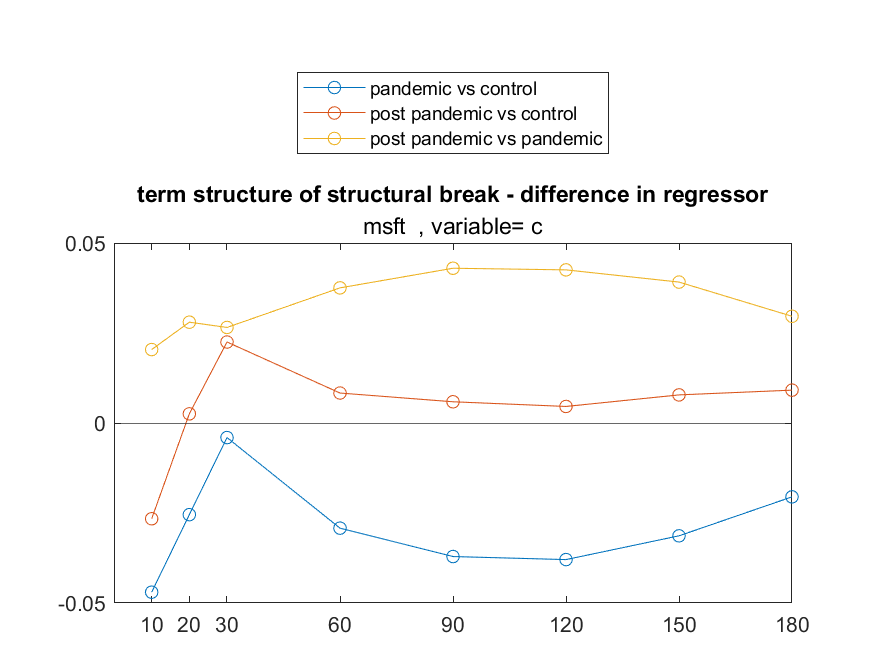 pandemic vs control
post pandemic vs control
post pandemic vs pandemic
term structure of structural break - difference in regressor
msft , variable= c
0.05
0
-0.05
10 20 30 60 90 120 150 180